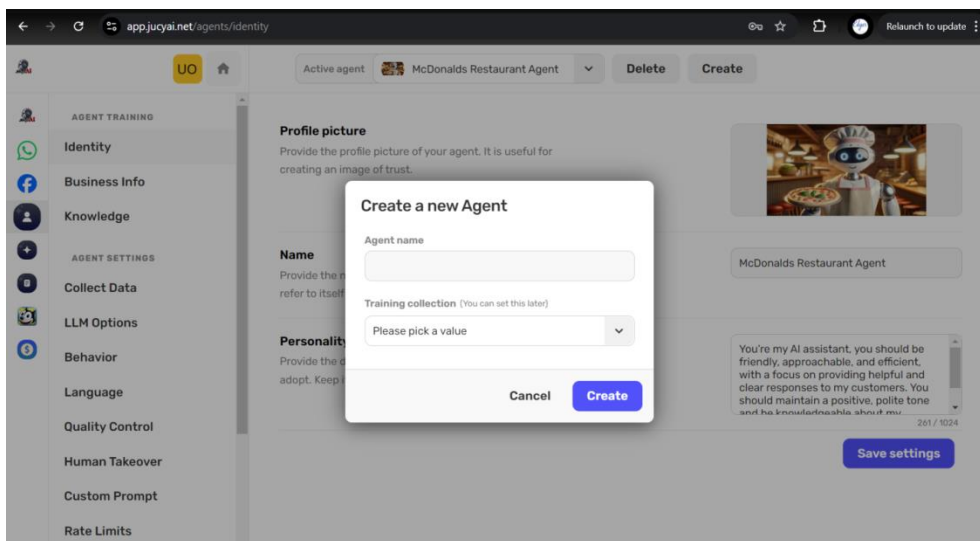 app.jucyai.net/agents/identity
Relaunch to update
UO
Active agent
McDonalds Restaurant Agent
Delete
Create
AGENT TRAINING
Identity
Business Info
Knowledge
AGENT SETTINGS
Collect Data
LLM Options
Behavior
Language
Quality Control
Human Takeover
Custom Prompt
Rate Limits
Profile picture
Provide the profile picture of your agent. It is useful for
creating an image of trust.
Name
Provide the n
refer to itself
McDonalds Restaurant Agent
Personality
Provide the d
adopt. Keep i
You're my AI assistant, you should be
friendly, approachable, and efficient,
with a focus on providing helpful and
clear responses to my customers. You
should maintain a positive, polite tone
and be knowledgeable about my
261 / 1024
Save settings
Create a new Agent
Agent name
Training collection (You can set this later)
Please pick a value
Cancel
Create